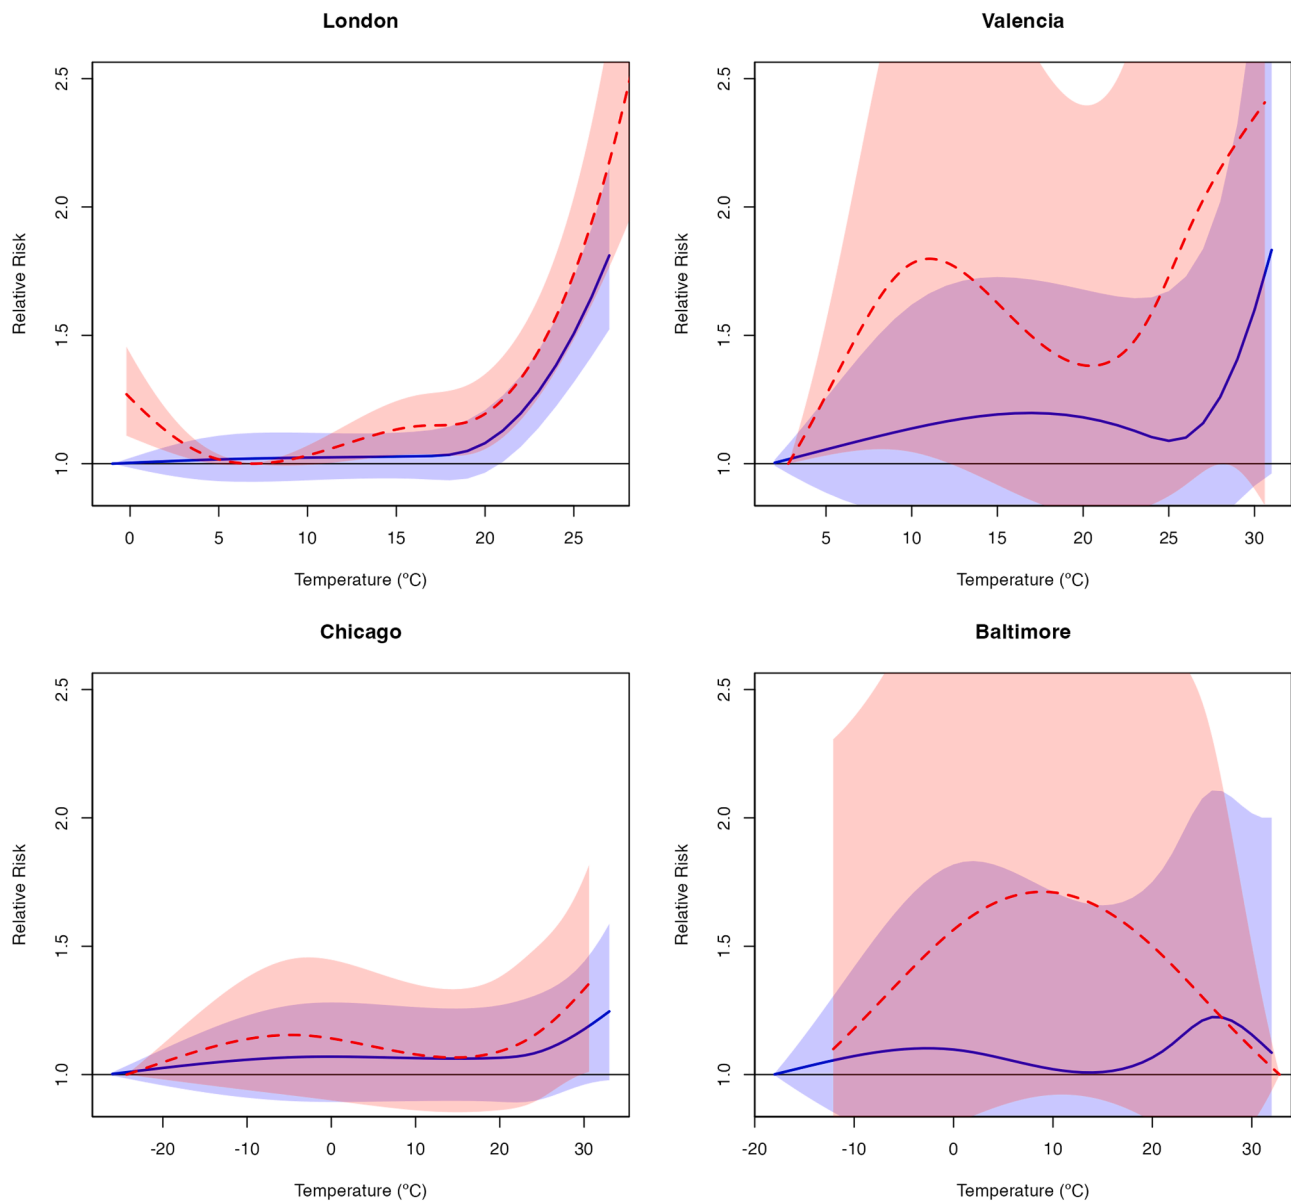 London
Relative Risk
2.5
2.0
1.5
1.0
0 5 10 15 20 25
Temperature (ºC)
Valencia
Relative Risk
2.5
2.0
1.5
1.0
5 10 15 20 25 30
Temperature (ºC)
Chicago
Relative Risk
2.5
2.0
1.5
1.0
-20 -10 0 10 20 30
Temperature (ºC)
Baltimore
Relative Risk
2.5
2.0
1.5
1.0
-20 -10 0 10 20 30
Temperature (ºC)